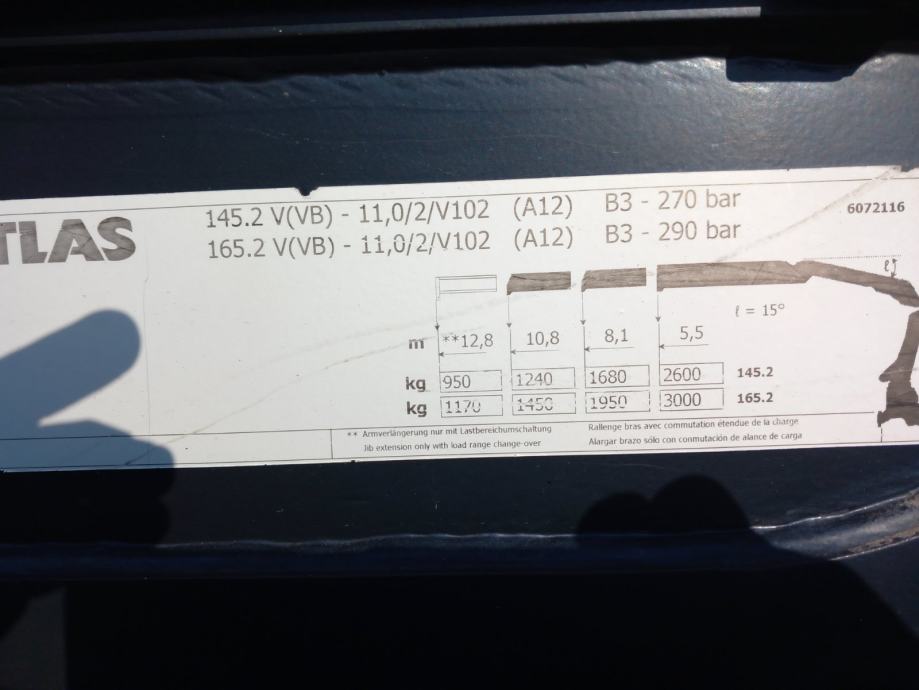 TLAS
145.2 V(VB) - 11,0/2/V102 (A12) B3 - 270 bar
165.2 V(VB) - 11,0/2/V102 (A12) B3 - 290 bar
6072116
ℓ
ℓ = 15°
m **12,8 10,8 8,1 5,5
kg 950 1240 1680 2600 145.2
kg 1170 1450 1950 3000 165.2
** Armverlängerung nur mit Lastbereichumschaltung
Jib extension only with load range change-over
Rallenge bras avec commutation étendue de la charge
Alargar brazo sólo con conmutación de alance de carga